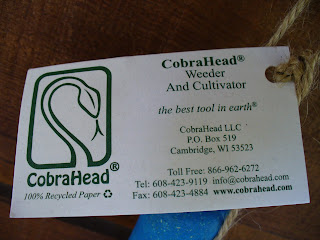 CobraHead®
Weeder
And Cultivator
the best tool in earth®
CobraHead LLC
P.O. Box 519
Cambridge, WI 53523
Toll Free: 866-962-6272
Tel: 608-423-9119 info@cobrahead.com
Fax: 608-423-4884 www.cobrahead.com
CobraHead®
100% Recycled Paper